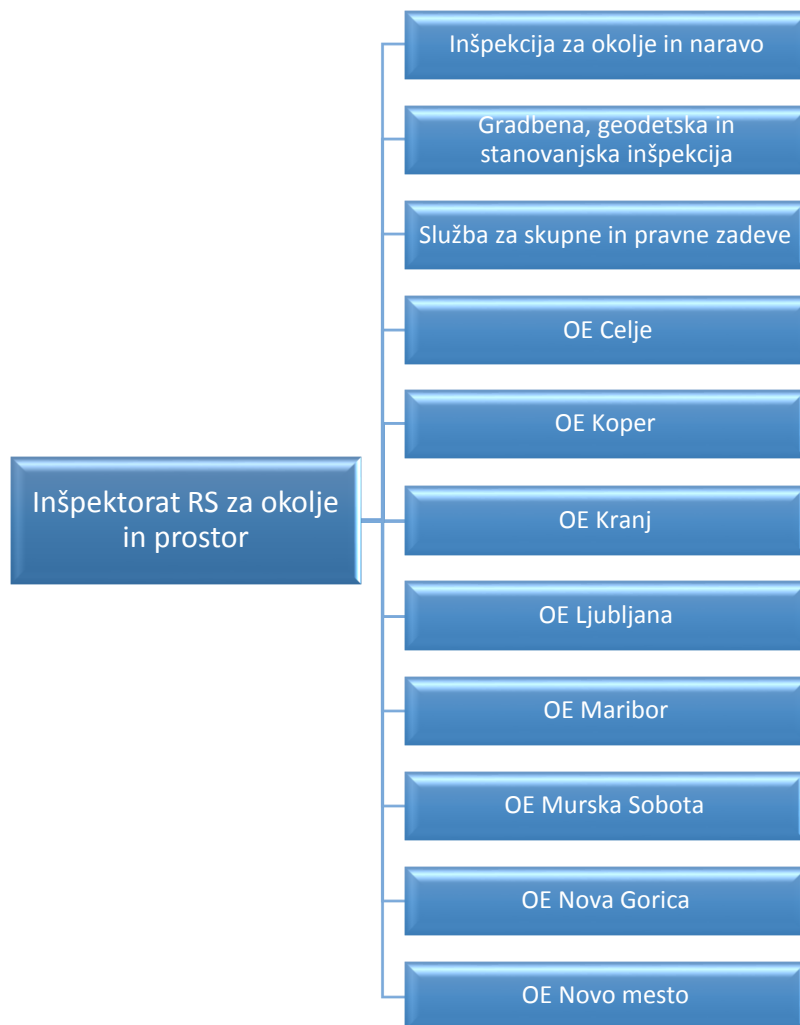 Inšpekcija za okolje in naravo
Gradbena, geodetska in
stanovanjska inšpekcija
Služba za skupne in pravne zadeve
OE Celje
OE Koper
Inšpektorat RS za okolje
in prostor
OE Kranj
OE Ljubljana
OE Maribor
OE Murska Sobota
OE Nova Gorica
OE Novo mesto